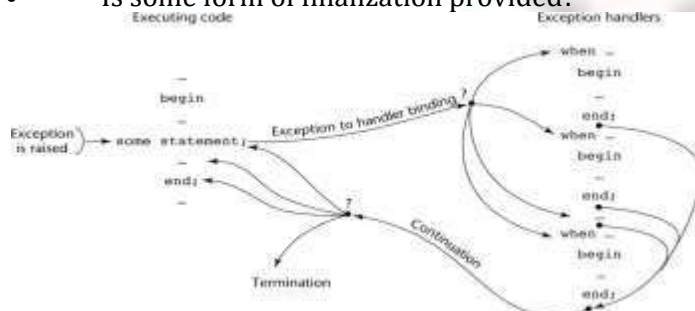 Is some form of finalization provided?
Executing code
Exception handlers
–
begin
–
Exception
is raised
some statement;
–
end;
–
Exception to handler binding
?
when –
begin
–
end;
when –
begin
–
end;
–
when –
begin
–
end;
?
Continuation
Termination